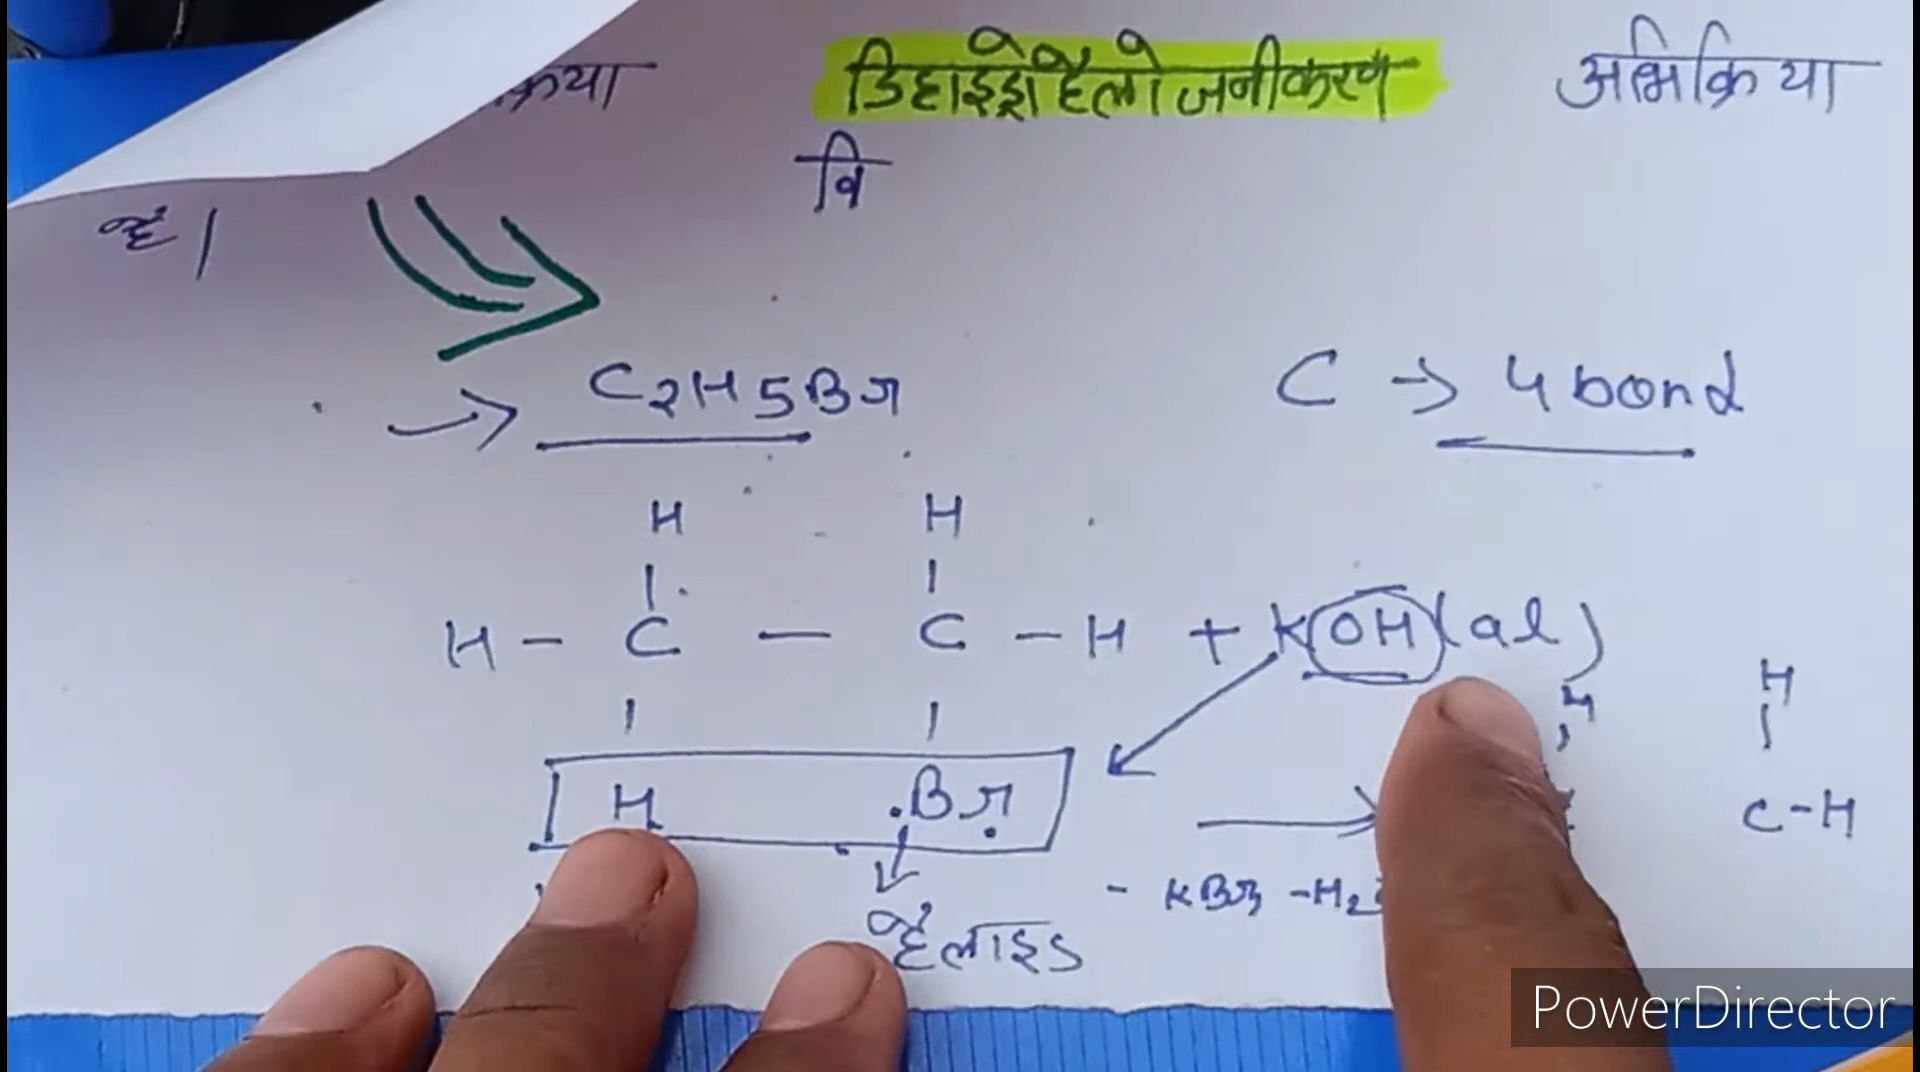 क्रिया डिहाइड्रोहैलोजनीकरण अभिक्रिया
वि
है।
→ C2H5Br C → 4 bond
H H
H - C — C - H + KOH(al)
H Br
H
C-H
हैलाइड - KBr, -H2
PowerDirector